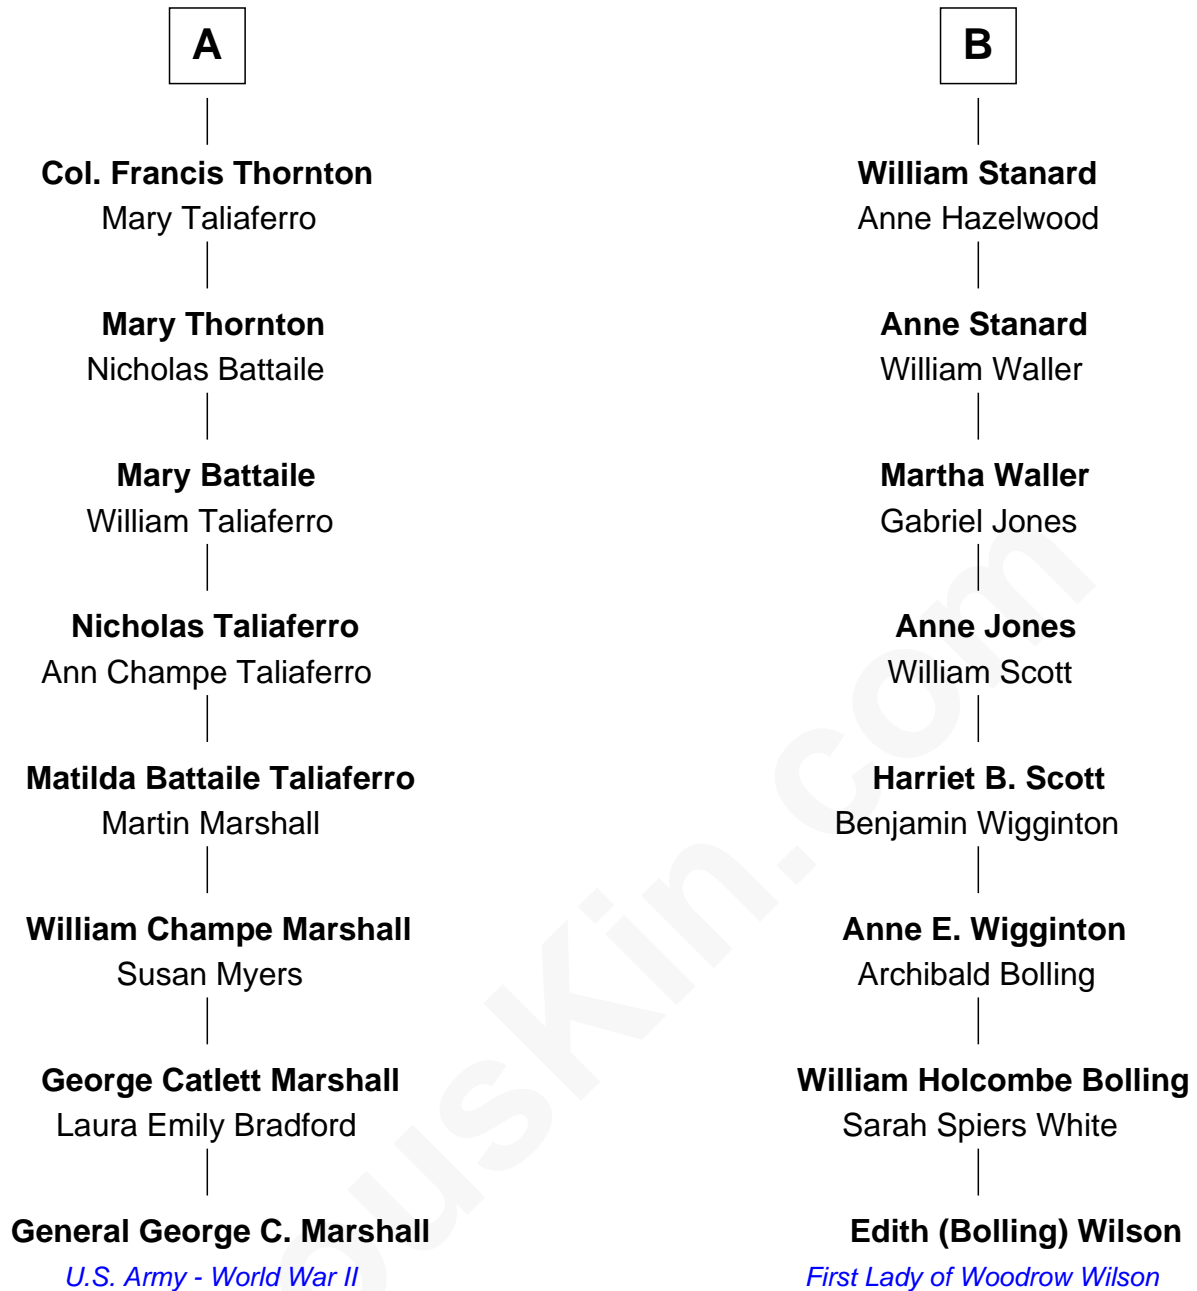 A
Col. Francis Thornton
Mary Taliaferro
Mary Thornton
Nicholas Battaile
Mary Battaile
William Taliaferro
Nicholas Taliaferro
Ann Champe Taliaferro
Matilda Battaile Taliaferro
Martin Marshall
William Champe Marshall
Susan Myers
George Catlett Marshall
Laura Emily Bradford
General George C. Marshall
U.S. Army - World War II
B
William Stanard
Anne Hazelwood
Anne Stanard
William Waller
Martha Waller
Gabriel Jones
Anne Jones
William Scott
Harriet B. Scott
Benjamin Wigginton
Anne E. Wigginton
Archibald Bolling
William Holcombe Bolling
Sarah Spiers White
Edith (Bolling) Wilson
First Lady of Woodrow Wilson
ousKin.com